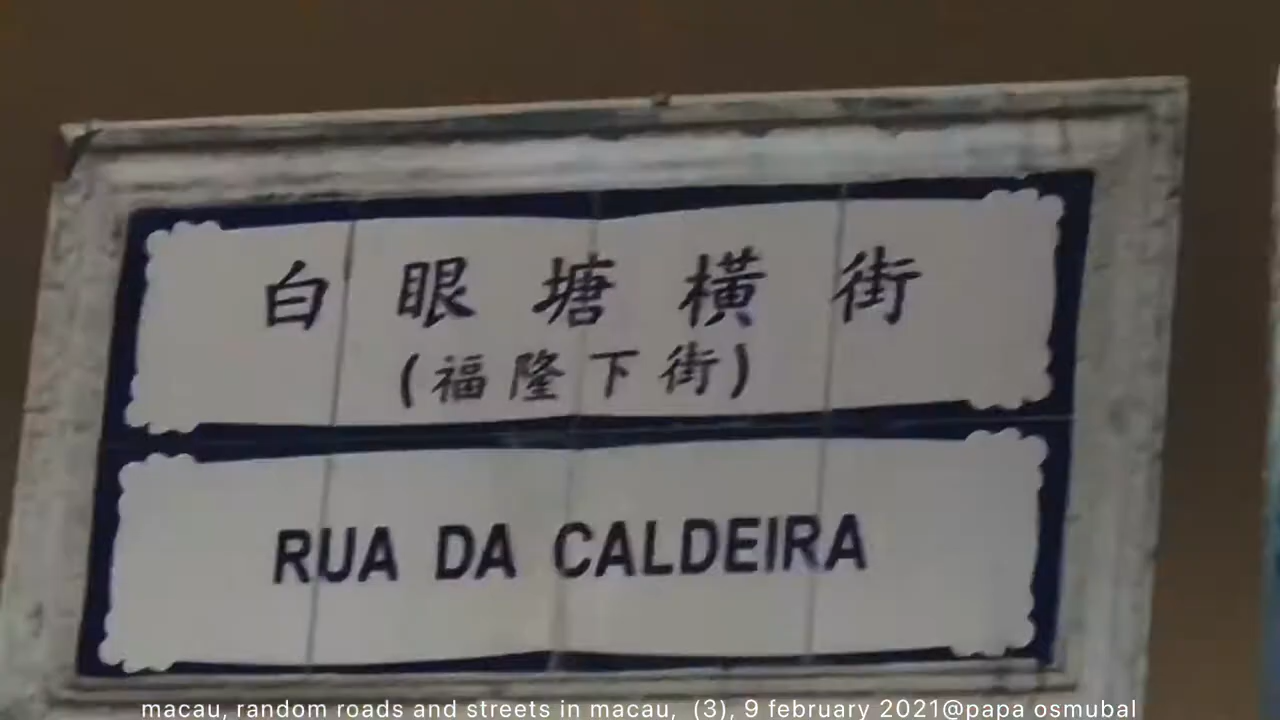 白眼塘橫街
(福隆下街)
RUA DA CALDEIRA
macau, random roads and streets in macau, (3), 9 february 2021@papa osmubal